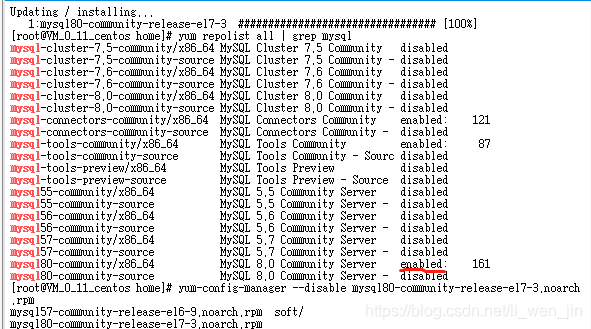 Updating / installing...
1:mysql80-community-release-el7-3 ################################# [100%]
[root@VM_0_11_centos home]# yum repolist all | grep mysql
mysql-cluster-7.5-community/x86_64 MySQL Cluster 7.5 Community disabled
mysql-cluster-7.5-community-source MySQL Cluster 7.5 Community - disabled
mysql-cluster-7.6-community/x86_64 MySQL Cluster 7.6 Community disabled
mysql-cluster-7.6-community-source MySQL Cluster 7.6 Community - disabled
mysql-cluster-8.0-community/x86_64 MySQL Cluster 8.0 Community disabled
mysql-cluster-8.0-community-source MySQL Cluster 8.0 Community - disabled
mysql-connectors-community/x86_64 MySQL Connectors Community enabled: 121
mysql-connectors-community-source MySQL Connectors Community - disabled
mysql-tools-community/x86_64 MySQL Tools Community enabled: 87
mysql-tools-community-source MySQL Tools Community - Sourc disabled
mysql-tools-preview/x86_64 MySQL Tools Preview disabled
mysql-tools-preview-source MySQL Tools Preview - Source disabled
mysql55-community/x86_64 MySQL 5.5 Community Server disabled
mysql55-community-source MySQL 5.5 Community Server - disabled
mysql56-community/x86_64 MySQL 5.6 Community Server disabled
mysql56-community-source MySQL 5.6 Community Server - disabled
mysql57-community/x86_64 MySQL 5.7 Community Server disabled
mysql57-community-source MySQL 5.7 Community Server - disabled
mysql80-community/x86_64 MySQL 8.0 Community Server enabled: 161
mysql80-community-source MySQL 8.0 Community Server - disabled
[root@VM_0_11_centos home]# yum-config-manager --disable mysql80-community-release-el7-3.noarch
.rpm
mysql57-community-release-el6-9.noarch.rpm soft/
mysql80-community-release-el7-3.noarch.rpm
https://blog.csdn.net/li_wen_jin